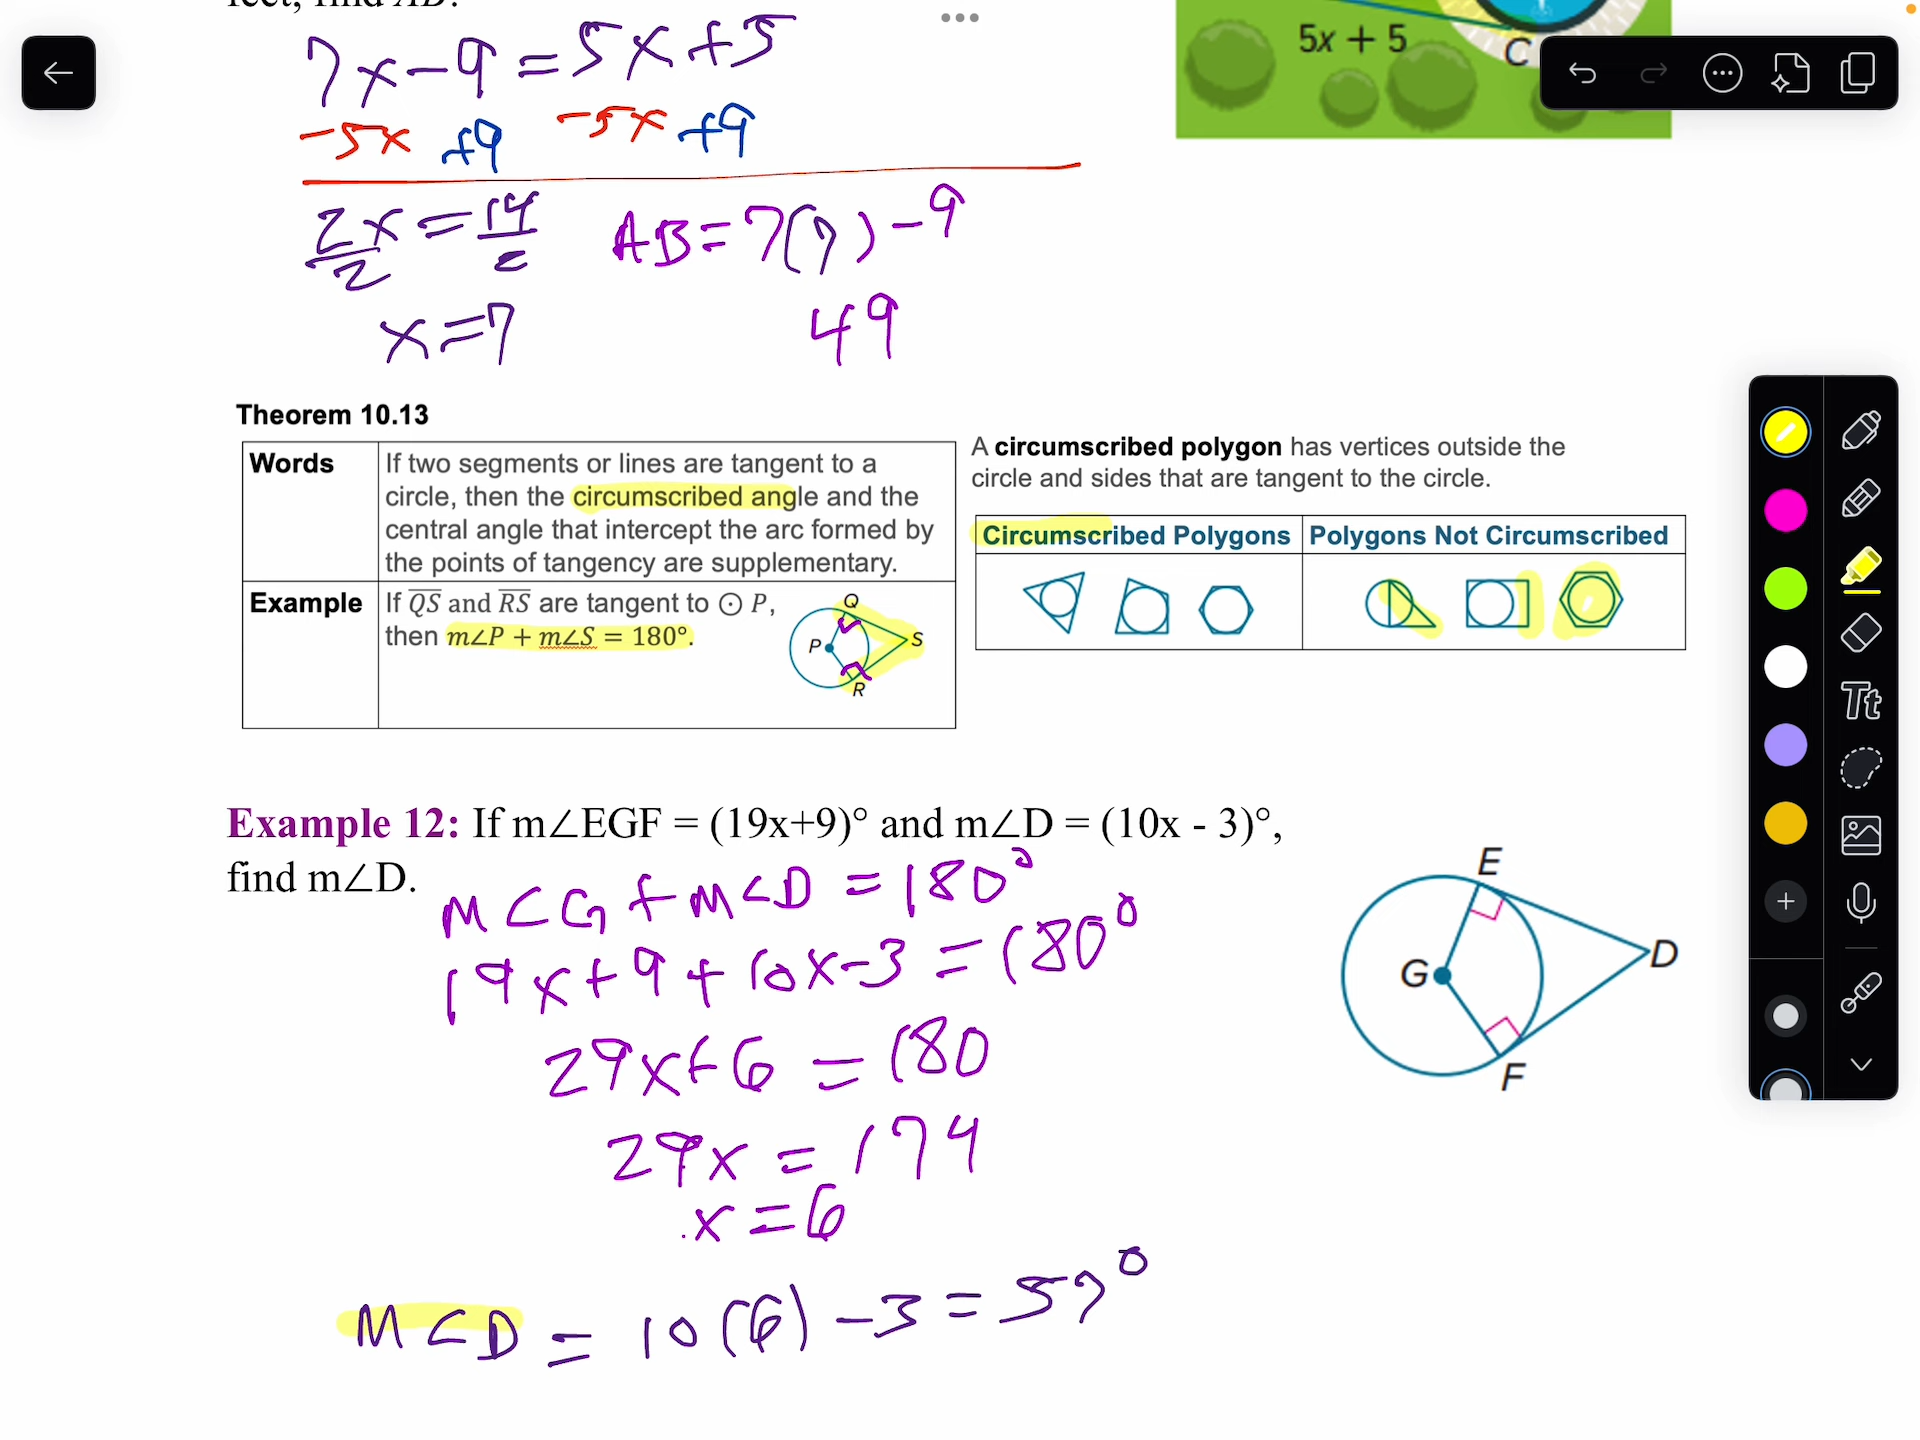 feet, find AB.
7x-9=5x+5
-5x +9 -5x +9
2x=14
2 2
x=7
AB=7(7)-9
49
5x + 5
C
Theorem 10.13
Words
If two segments or lines are tangent to a
circle, then the circumscribed angle and the
central angle that intercept the arc formed by
the points of tangency are supplementary.
Example
If QS and RS are tangent to ⊙ P,
then m∠P + m∠S = 180°.
Q
P
S
R
A circumscribed polygon has vertices outside the
circle and sides that are tangent to the circle.
Circumscribed Polygons
Polygons Not Circumscribed
Example 12: If m∠EGF = (19x+9)° and m∠D = (10x - 3)°,
find m∠D.
M∠G + M∠D = 180°
19x+9+10x-3=180°
29x+6=180
29x=174
x=6
M∠D = 10(6)-3=57°
E
G
D
F
Tt